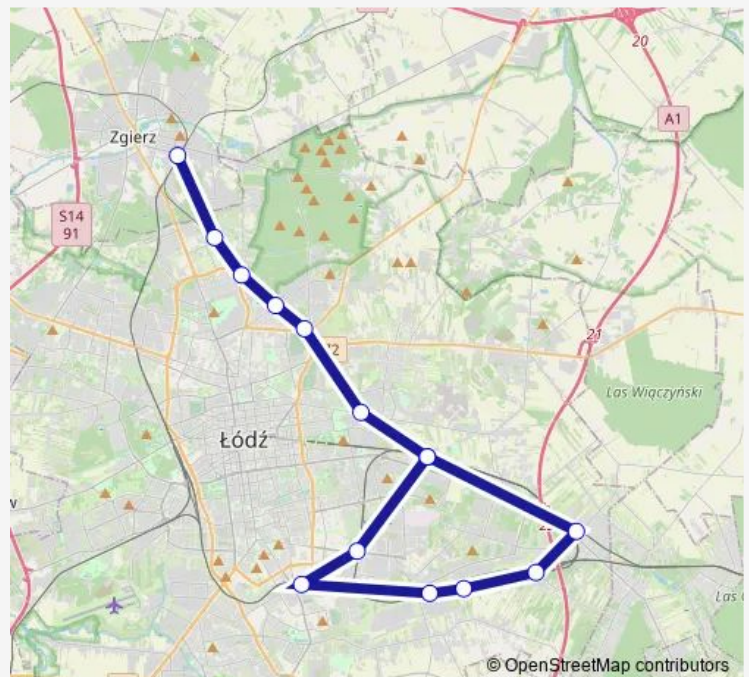 20
A1
Zgierz
S14
91
21
72
Las Wiączyński
Łódź
© OpenStreetMap contributors